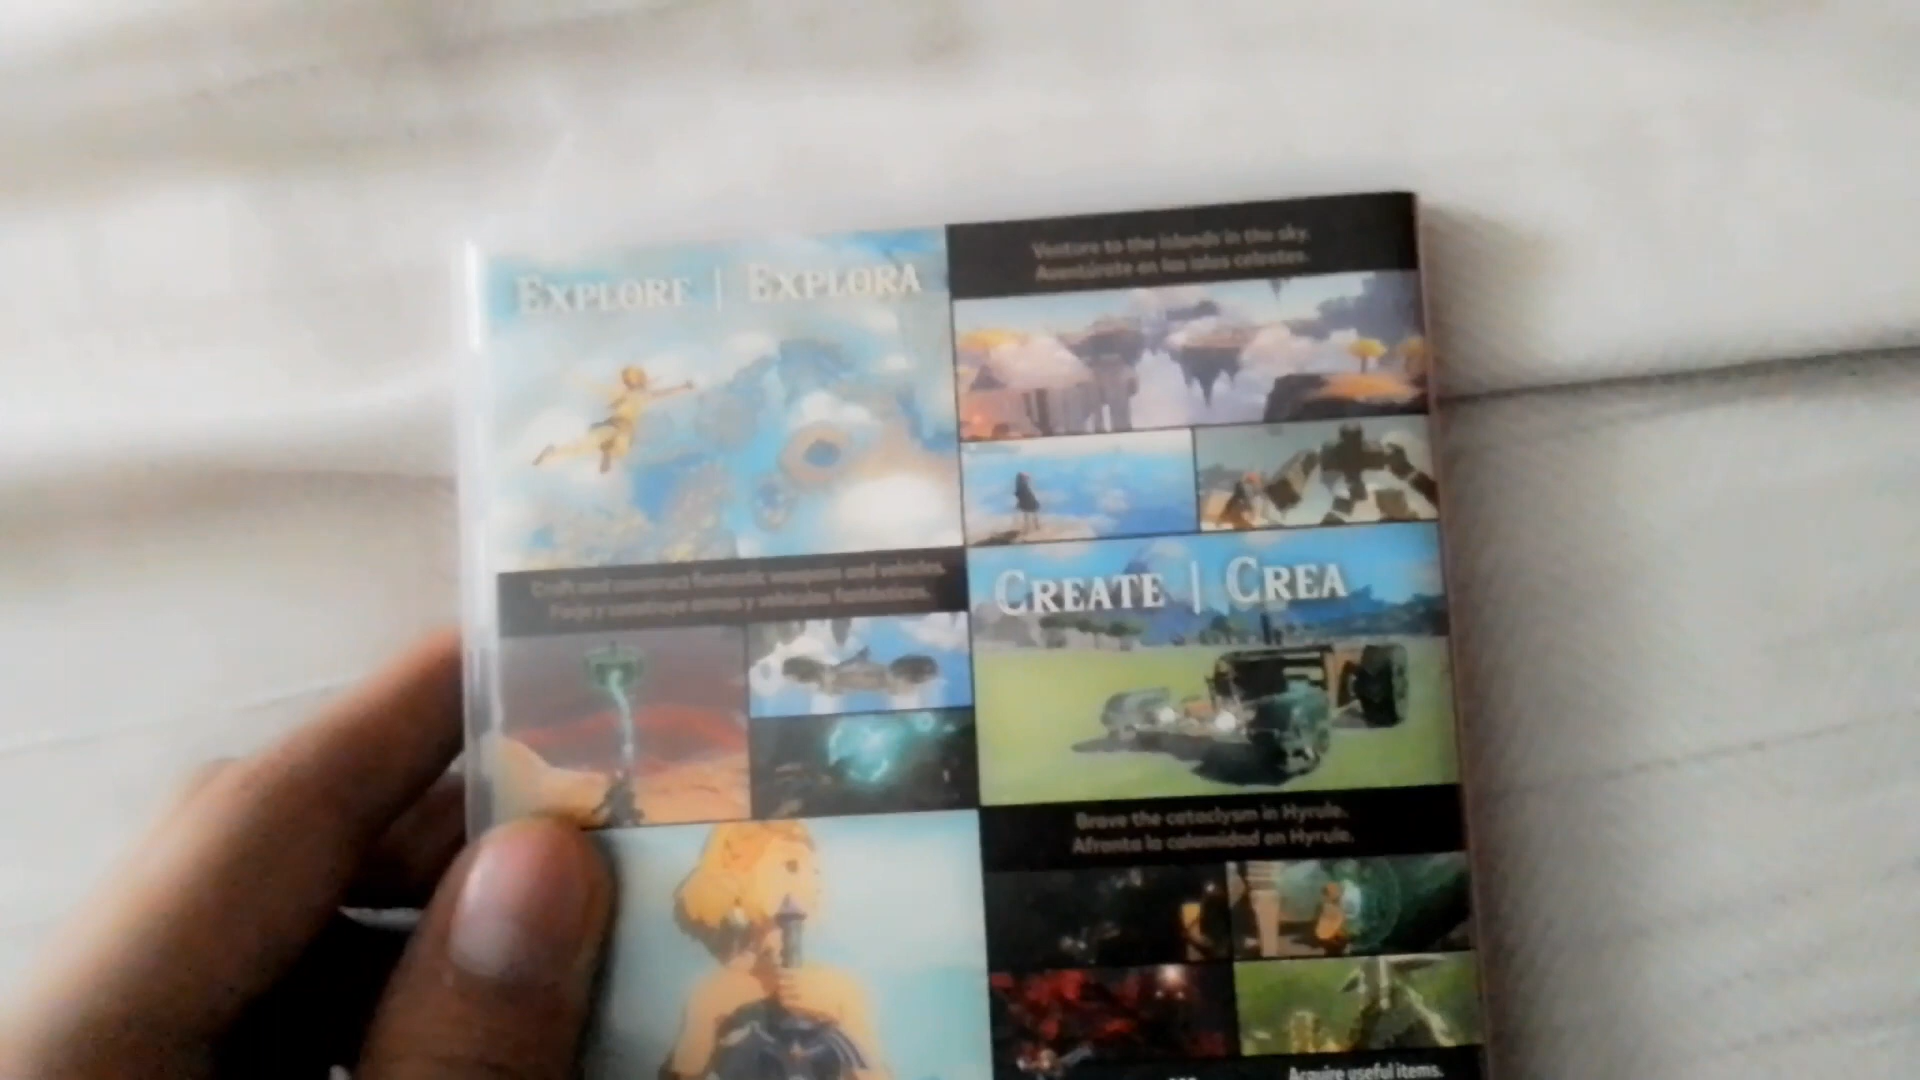 EXPLORE | EXPLORA
Venture to the islands in the sky.
Aventúrate en las islas celestes.
Craft and construct fantastic weapons and vehicles.
Forja y construye armas y vehículos fantásticos.
CREATE | CREA
Brave the cataclysm in Hyrule.
Afronta la calamidad en Hyrule.
Acquire useful items.